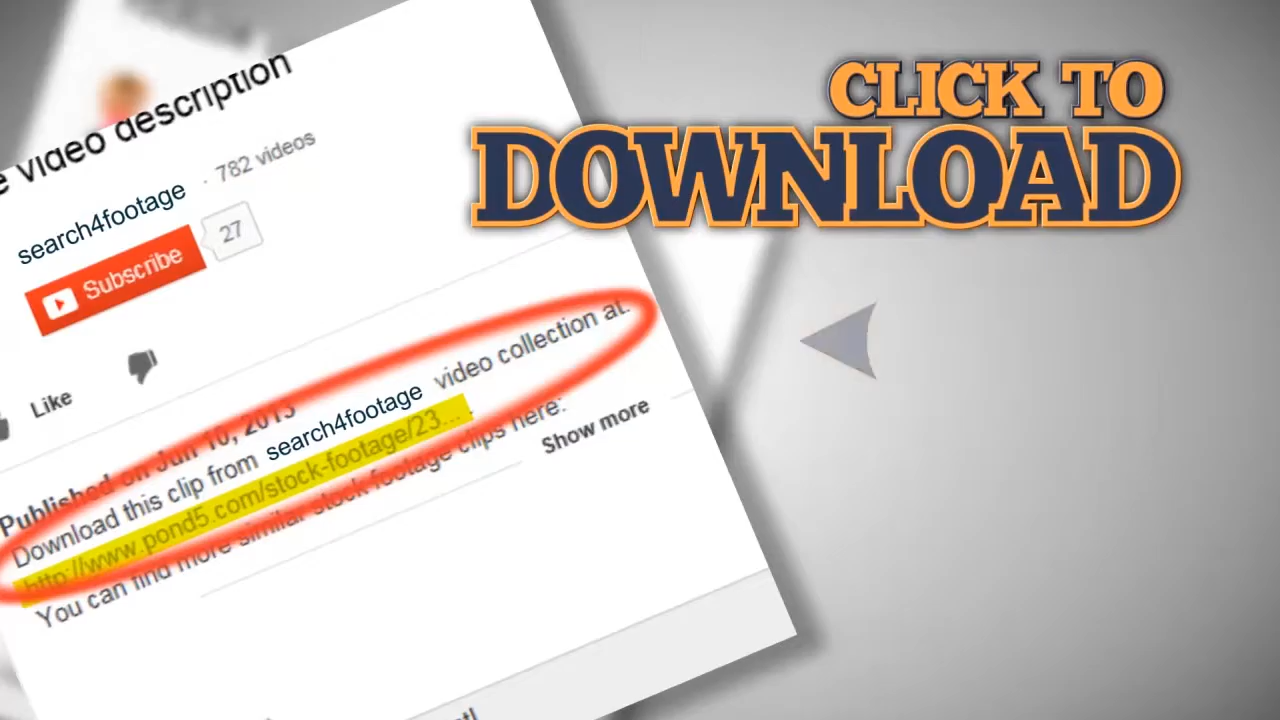 CLICK TO
DOWNLOAD
e video description
search4footage · 782 videos
Subscribe 27
Like
Published on Jun 10, 2013
Download this clip from search4footage video collection at:
http://www.pond5.com/stock-footage/23... .
You can find more similar stock footage clips here:
Show more